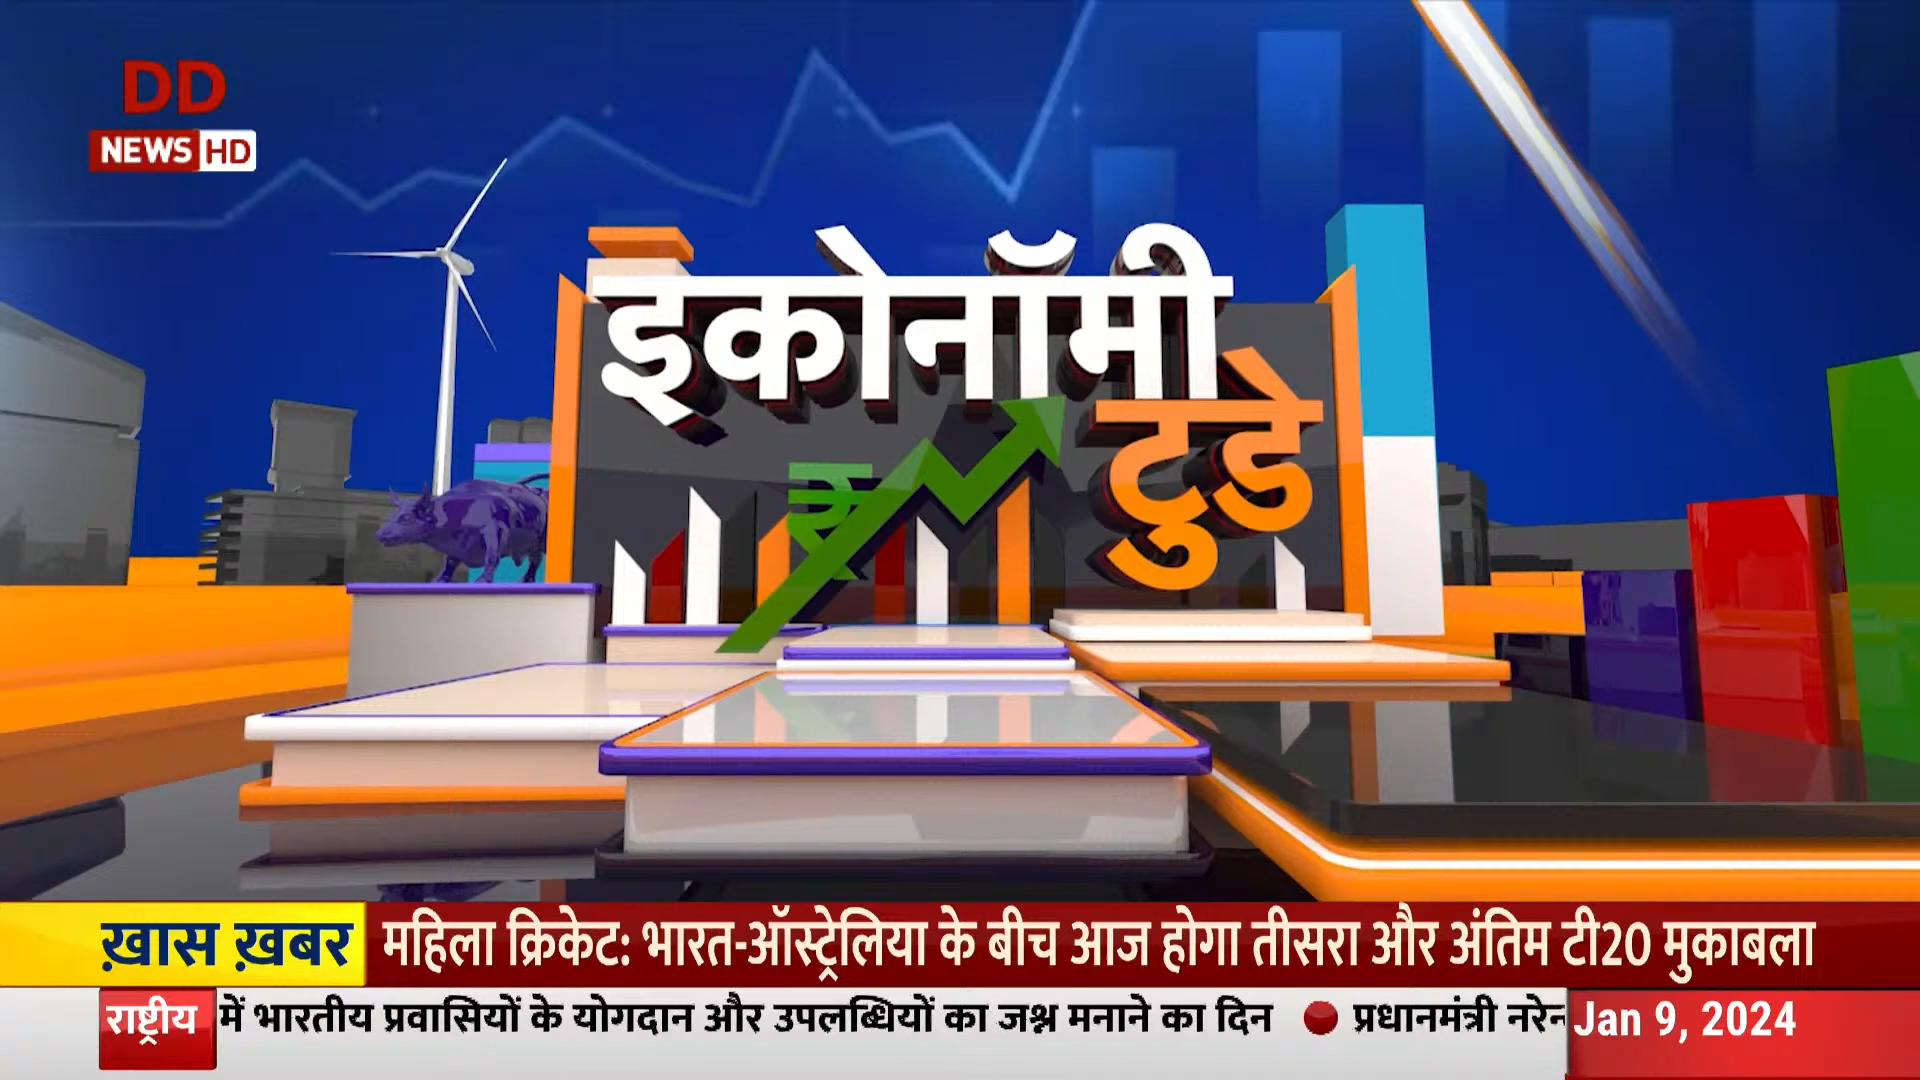 DD
NEWS HD
इकोनॉमी
₹
टुडे
ख़ास ख़बर
महिला क्रिकेट: भारत-ऑस्ट्रेलिया के बीच आज होगा तीसरा और अंतिम टी20 मुकाबला
राष्ट्रीय
में भारतीय प्रवासियों के योगदान और उपलब्धियों का जश्न मनाने का दिन ● प्रधानमंत्री
Jan 9, 2024